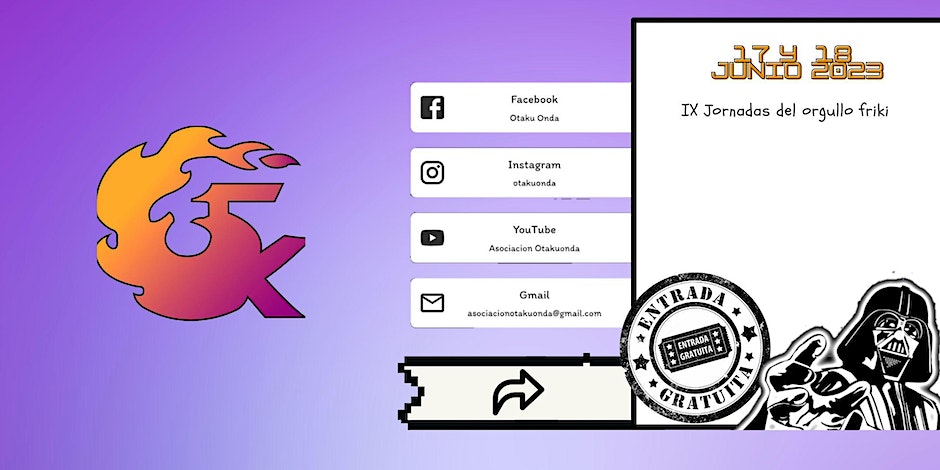 Facebook
Otaku Onda
Instagram
otakuonda
YouTube
Asociacion Otakuonda
Gmail
asociacionotakuonda@gmail.com
17 Y 18
JUNIO 2023
IX Jornadas del orgullo friki
ENTRADA
ENTRADA
GRATUITA
GRATUITA